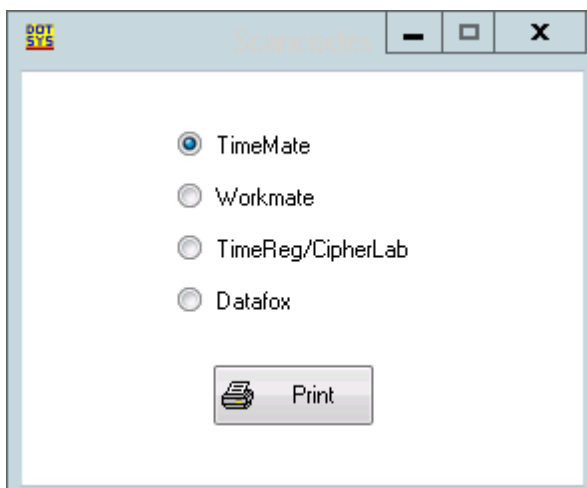 DOT
SYS
TimeMate
Workmate
TimeReg/CipherLab
Datafox
Print